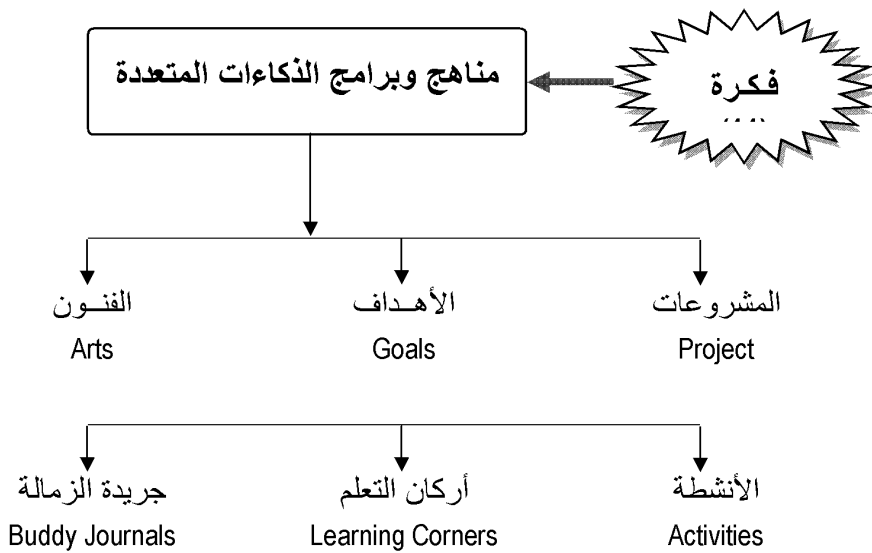 فكرة
مناهج وبرامج الذكاءات المتعددة
المشروعات
Project
الأهـداف
Goals
الفنــون
Arts
الأنشطة
Activities
أركان التعلم
Learning Corners
جريدة الزمالة
Buddy Journals